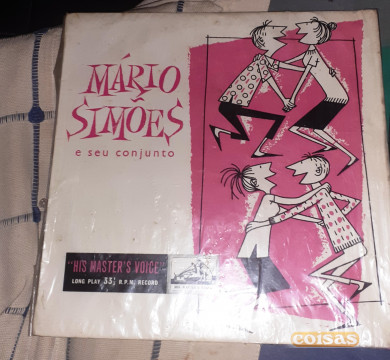 MÁRIO
SIMÕES
e seu conjunto
"HIS MASTER'S VOICE"
LONG PLAY 33⅓ R.P.M. RECORD
coisas